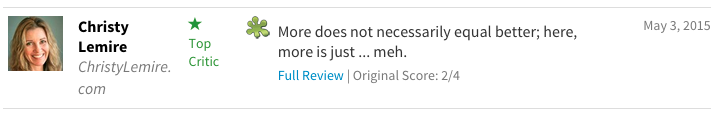 Christy
Lemire
ChristyLemire.
com
Top
Critic
More does not necessarily equal better; here,
more is just ... meh.
Full Review | Original Score: 2/4
May 3, 2015